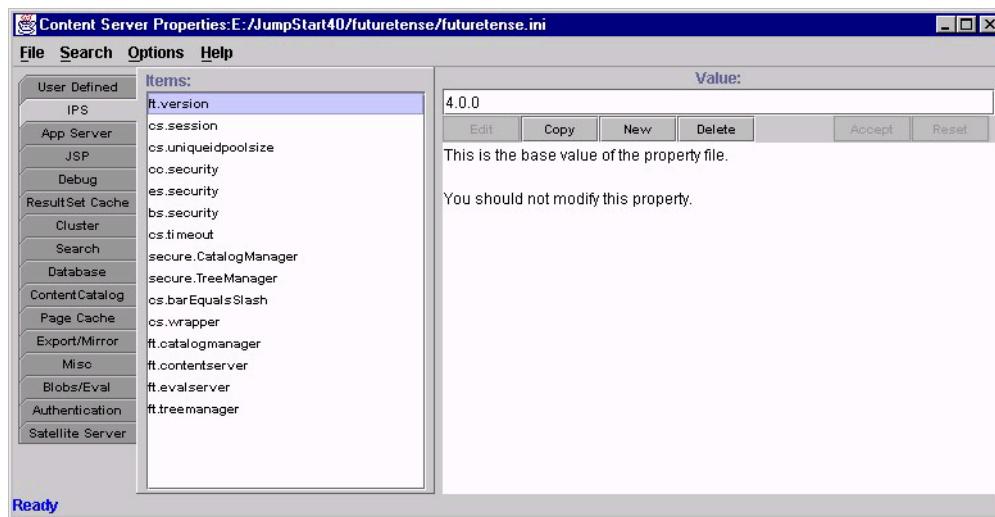 Content Server Properties:E:/JumpStart40/futuretense/futuretense.ini
File Search Options Help
User Defined
IPS
App Server
JSP
Debug
ResultSet Cache
Cluster
Search
Database
ContentCatalog
Page Cache
Export/Mirror
Misc
Blobs/Eval
Authentication
Satellite Server
Items:
ft.version
cs.session
cs.uniqueidpoolsize
cc.security
es.security
bs.security
cs.timeout
secure.CatalogManager
secure.TreeManager
cs.barEqualsSlash
cs.wrapper
ft.catalogmanager
ft.contentserver
ft.evalserver
ft.treemanager
Value:
4.0.0
Edit Copy New Delete Accept Reset
This is the base value of the property file.
You should not modify this property.
Ready